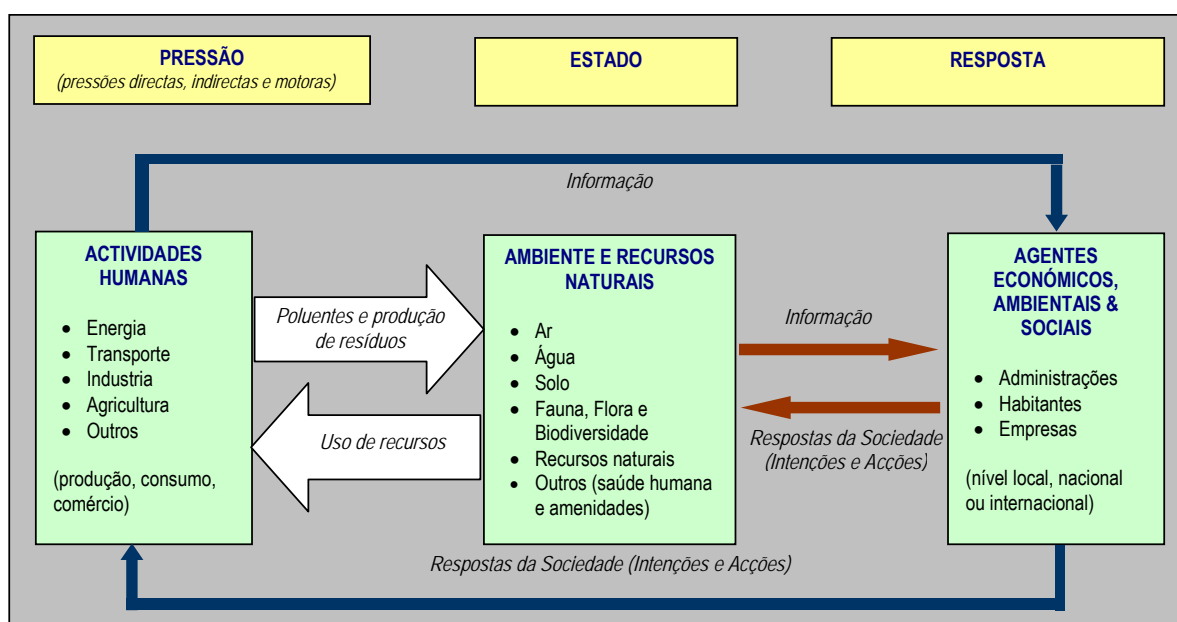 PRESSÃO
(pressões directas, indirectas e motoras)
ESTADO
RESPOSTA
Informação
ACTIVIDADES
HUMANAS
• Energia
• Transporte
• Industria
• Agricultura
• Outros
(produção, consumo,
comércio)
Poluentes e produção
de resíduos
Uso de recursos
AMBIENTE E RECURSOS
NATURAIS
• Ar
• Água
• Solo
• Fauna, Flora e
Biodiversidade
• Recursos naturais
• Outros (saúde humana
e amenidades)
Informação
Respostas da Sociedade
(Intenções e Acções)
AGENTES
ECONÓMICOS,
AMBIENTAIS &
SOCIAIS
• Administrações
• Habitantes
• Empresas
(nível local, nacional
ou internacional)
Respostas da Sociedade (Intenções e Acções)